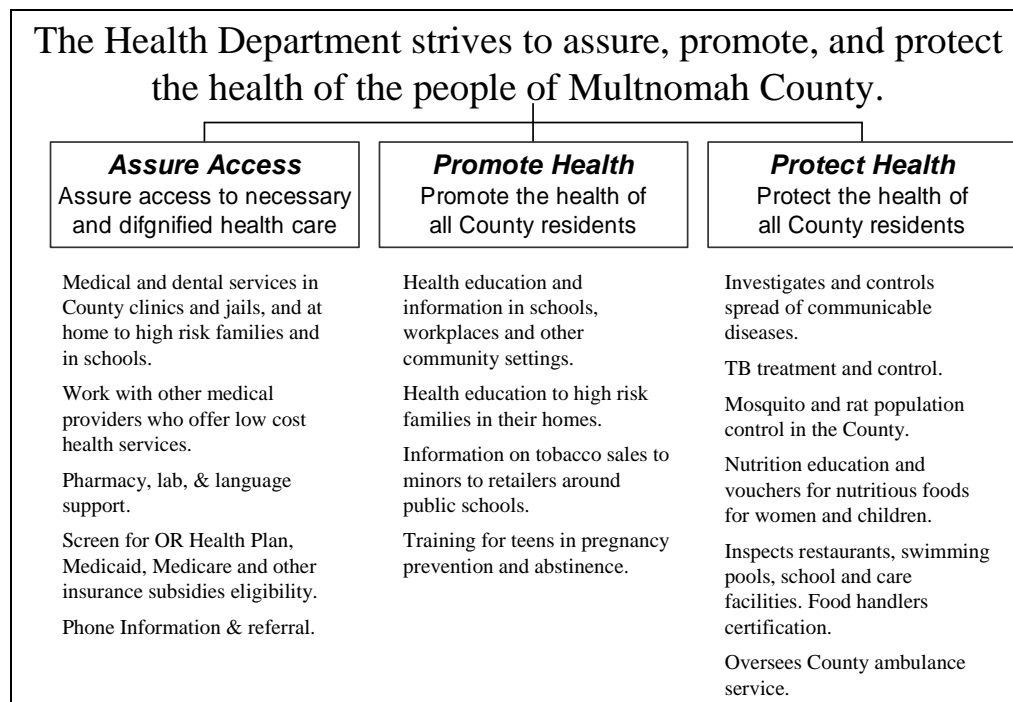 The Health Department strives to assure, promote, and protect
the health of the people of Multnomah County.
Assure Access
Assure access to necessary
and difgnified health care
Medical and dental services in
County clinics and jails, and at
home to high risk families and
in schools.
Work with other medical
providers who offer low cost
health services.
Pharmacy, lab, & language
support.
Screen for OR Health Plan,
Medicaid, Medicare and other
insurance subsidies eligibility.
Phone Information & referral.
Promote Health
Promote the health of
all County residents
Health education and
information in schools,
workplaces and other
community settings.
Health education to high risk
families in their homes.
Information on tobacco sales to
minors to retailers around
public schools.
Training for teens in pregnancy
prevention and abstinence.
Protect Health
Protect the health of
all County residents
Investigates and controls
spread of communicable
diseases.
TB treatment and control.
Mosquito and rat population
control in the County.
Nutrition education and
vouchers for nutritious foods
for women and children.
Inspects restaurants, swimming
pools, school and care
facilities. Food handlers
certification.
Oversees County ambulance
service.